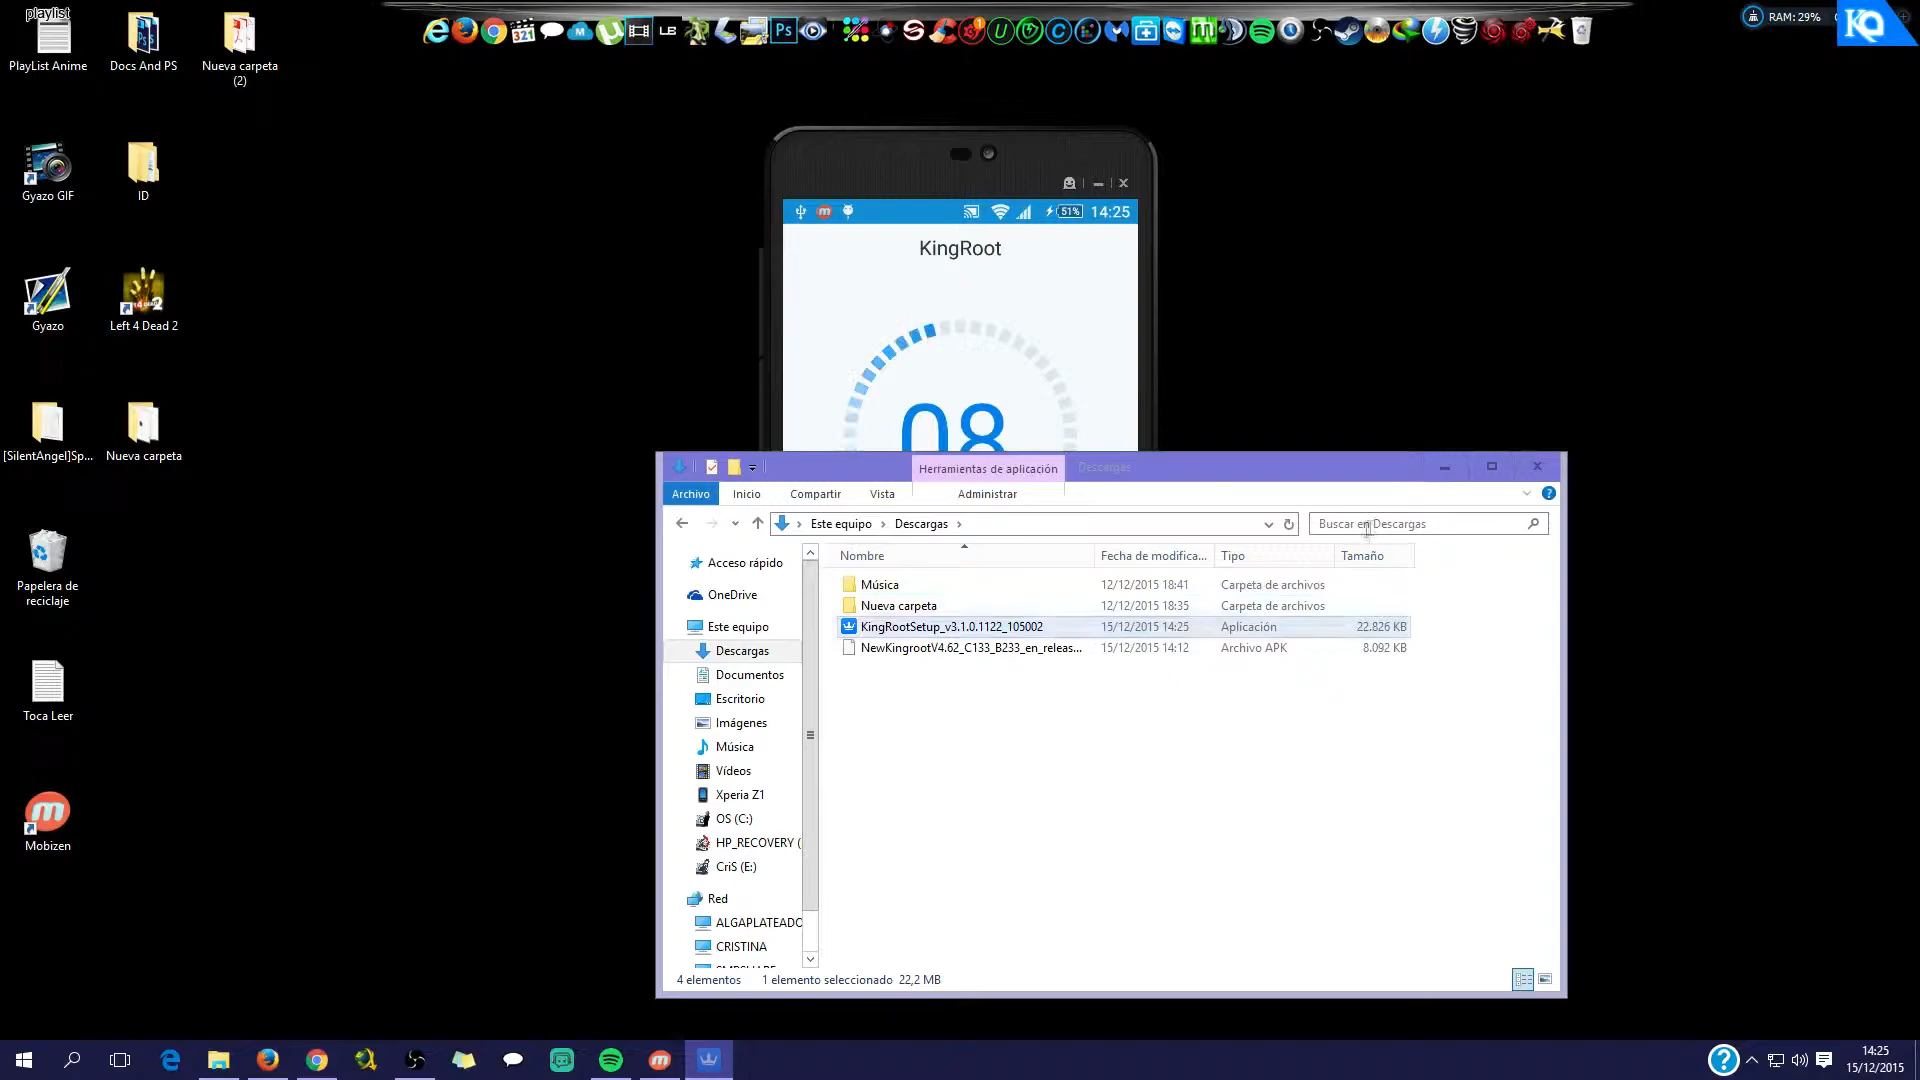 playlist
PlayList Anime
Docs And PS
Nueva carpeta
(2)
Gyazo GIF
ID
Gyazo
Left 4 Dead 2
[SilentAngel]Sp...
Nueva carpeta
Papelera de
reciclaje
Toca Leer
Mobizen
321
LE
Ps
RAM: 29%
51% 14:25
KingRoot
08
Herramientas de aplicación
Descargas
Archivo Inicio Compartir Vista Administrar
Este equipo Descargas
Buscar en Descargas
Nombre Fecha de modifica... Tipo Tamaño
Música 12/12/2015 18:41 Carpeta de archivos
Nueva carpeta 12/12/2015 18:35 Carpeta de archivos
KingRootSetup_v3.1.0.1122_105002 15/12/2015 14:25 Aplicación 22.826 KB
NewKingrootV4.62_C133_B233_en_releas... 15/12/2015 14:12 Archivo APK 8.092 KB
Acceso rápido
OneDrive
Este equipo
Descargas
Documentos
Escritorio
Imágenes
Música
Vídeos
Xperia Z1
OS (C:)
HP_RECOVERY (
CriS (E:)
Red
ALGAPLATEADO
CRISTINA
4 elementos 1 elemento seleccionado 22,2 MB
14:25
15/12/2015